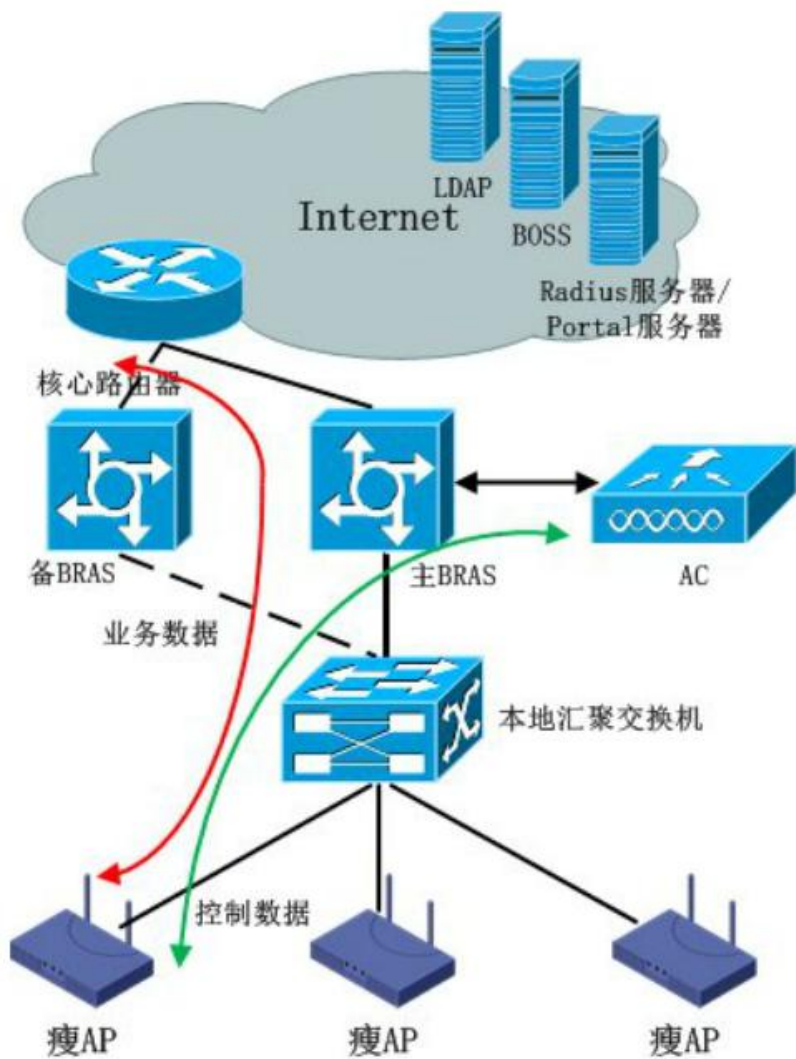 LDAP
Internet
BOSS
Radius服务器/
Portal服务器
核心路由器
备BRAS
主BRAS
AC
业务数据
本地汇聚交换机
控制数据
瘦AP
瘦AP
瘦AP